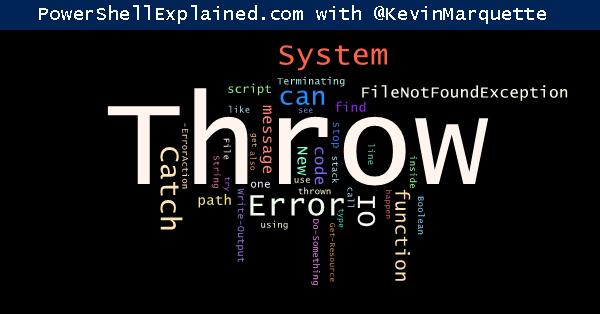 PowerShellExplained.com with @KevinMarquette
System
Terminating
script
can
FileNotFoundException
like
see
find
Throw
message
-ErrorAction
File
get
also
stop
line
Catch
String
try
New
code
stack
inside
one
use
thrown
call
happen
Boolean
path
Write-Output
Error
type
IO
function
using
Do-Something
Get-Resource